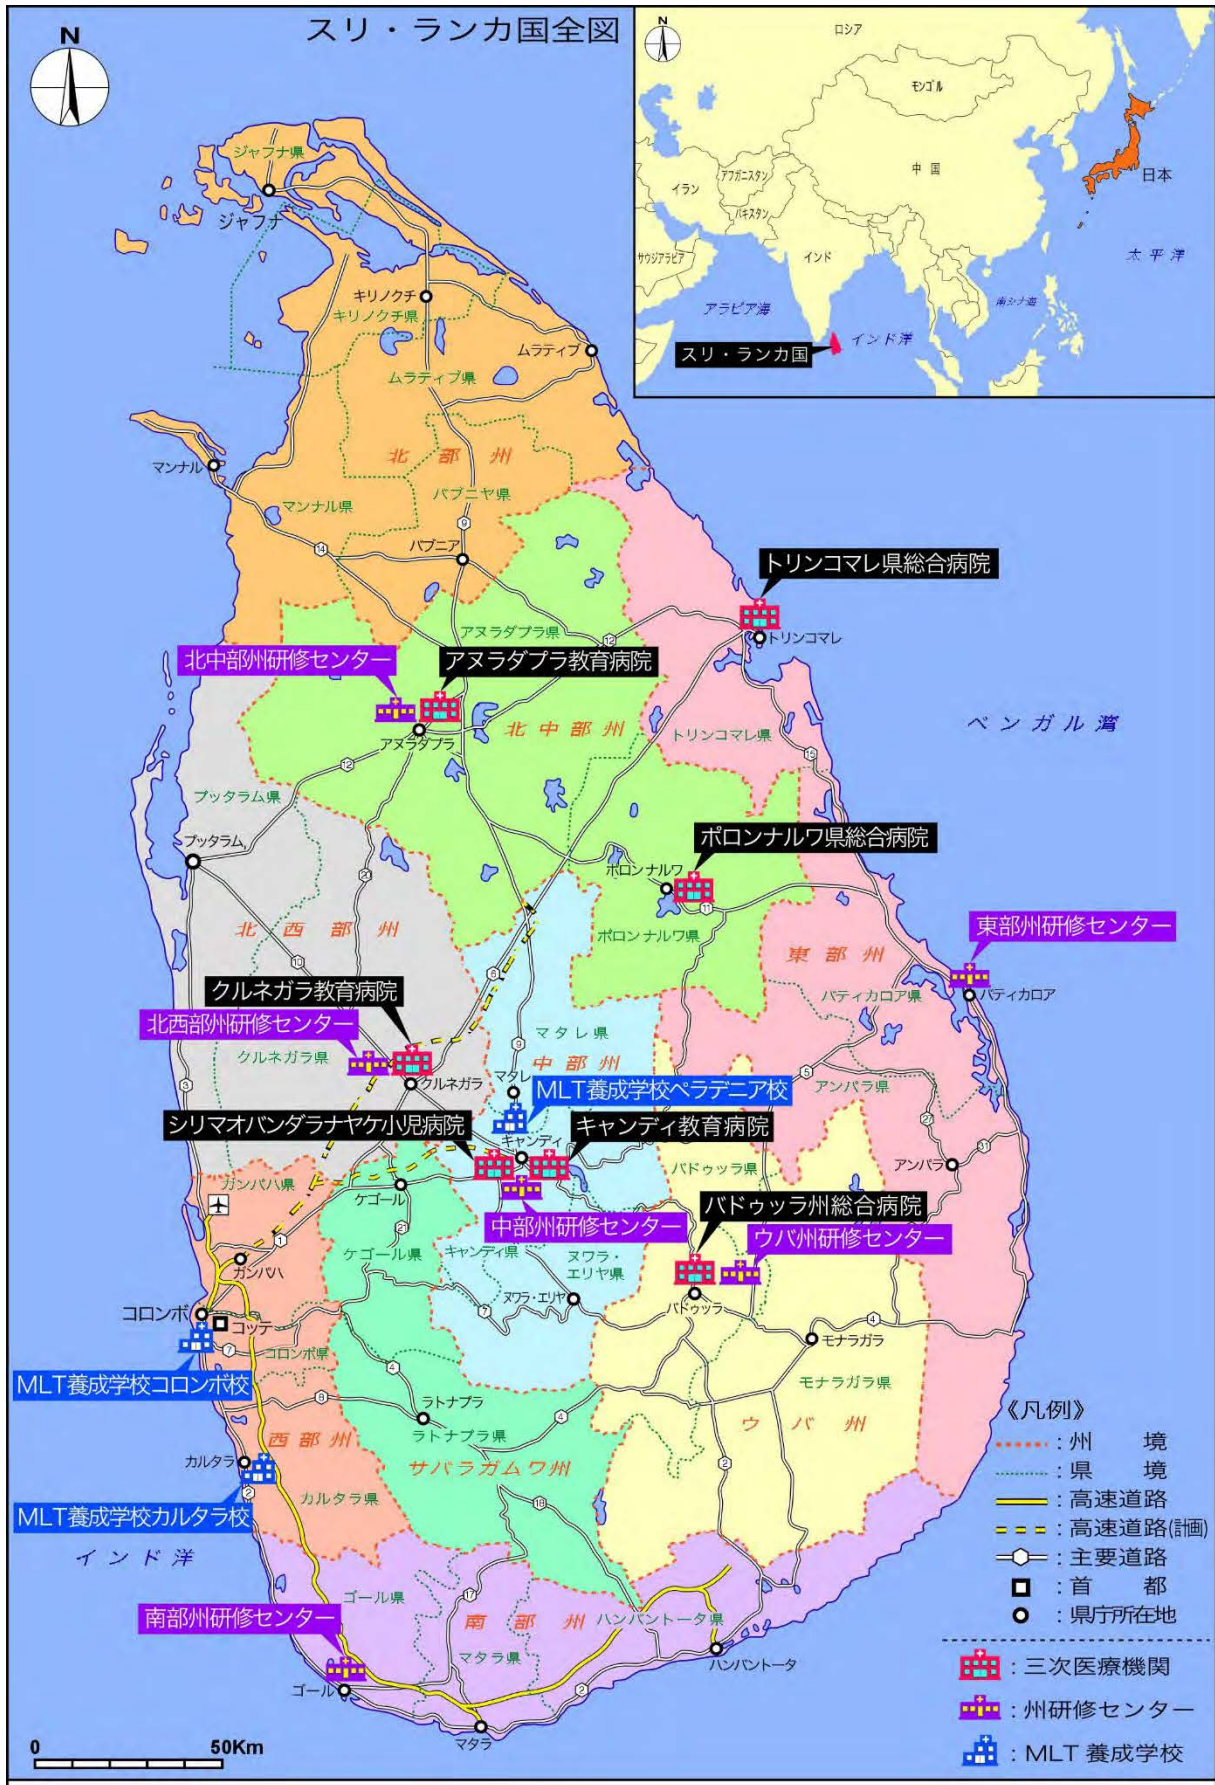 スリ・ランカ国全図
N
N
ロシア
モンゴル
中国
日本
アフガニスタン
イラン
パキスタン
サウジアラビア
インド
太平洋
アラビア海
南シナ海
インド洋
スリ・ランカ国
ジャフナ県
ジャフナ
キリノクチ
キリノクチ県
ムラティブ
ムラティブ県
北部州
マンナル
マンナル県
バブニヤ県
9
14
バブニア
トリンコマレ県総合病院
トリンコマレ
アヌラダプラ県
12
北中部州研修センター
アヌラダプラ教育病院
アヌラダプラ
北中部州
トリンコマレ県
ベンガル湾
15
12
プッタラム県
プッタラム
ポロンナルワ県総合病院
ポロンナルワ
20
11
北西部州
ポロンナルワ県
東部州
東部州研修センター
10
6
クルネガラ教育病院
バティカロア県
バティカロア
北西部州研修センター
マタレ県
9
中部州
クルネガラ県
クルネガラ
マタレ
5
アンパラ県
3
MLT養成学校ペラデニア校
27
31
シリマオバンダラナヤケ小児病院
キャンディ教育病院
キャンディ
アンパラ
ガンパハ県
ケゴール
バドゥッラ県
バドゥッラ州総合病院
中部州研修センター
ウバ州研修センター
21
1
ケゴール県
キャンディ県
ヌワラ・
エリヤ県
ガンパハ
ヌワラ・エリヤ
バドゥッラ
コロンボ
コッテ
7
4
モナラガラ
7
コロンボ県
MLT養成学校コロンボ校
4
モナラガラ県
8
ラトナプラ
ラトナプラ県
4
ウバ州
西部州
サバラガムワ州
カルタラ
2
カルタラ県
2
18
MLT養成学校カルタラ校
インド洋
ゴール県
17
南部州
ハンバントータ県
南部州研修センター
マタラ県
ハンバントータ
ゴール
2
マタラ
0 50Km
《凡例》
:州境
:県境
:高速道路
:高速道路(計画)
:主要道路
:首都
:県庁所在地
:三次医療機関
:州研修センター
:MLT養成学校